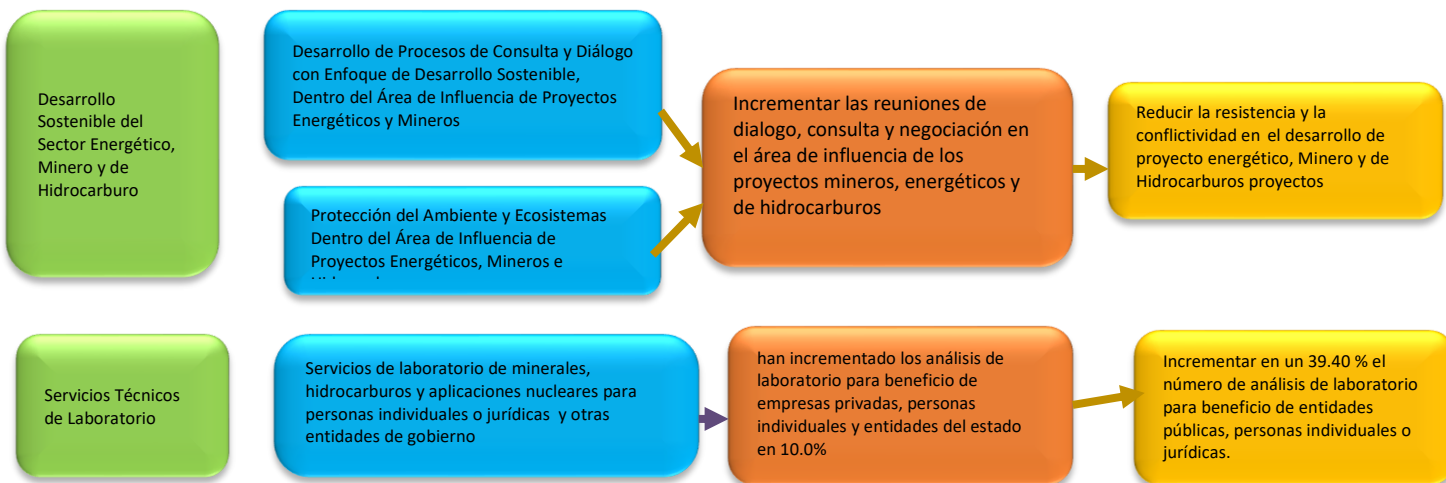 Desarrollo
Sostenible del
Sector Energético,
Minero y de
Hidrocarburo
Desarrollo de Procesos de Consulta y Diálogo
con Enfoque de Desarrollo Sostenible,
Dentro del Área de Influencia de Proyectos
Energéticos y Mineros
Protección del Ambiente y Ecosistemas
Dentro del Área de Influencia de
Proyectos Energéticos, Mineros e
Incrementar las reuniones de
dialogo, consulta y negociación en
el área de influencia de los
proyectos mineros, energéticos y
de hidrocarburos
Reducir la resistencia y la
conflictividad en el desarrollo de
proyecto energético, Minero y de
Hidrocarburos proyectos
Servicios Técnicos
de Laboratorio
Servicios de laboratorio de minerales,
hidrocarburos y aplicaciones nucleares para
personas individuales o jurídicas y otras
entidades de gobierno
han incrementado los análisis de
laboratorio para beneficio de
empresas privadas, personas
individuales y entidades del estado
en 10.0%
Incrementar en un 39.40 % el
número de análisis de laboratorio
para beneficio de entidades
públicas, personas individuales o
jurídicas.